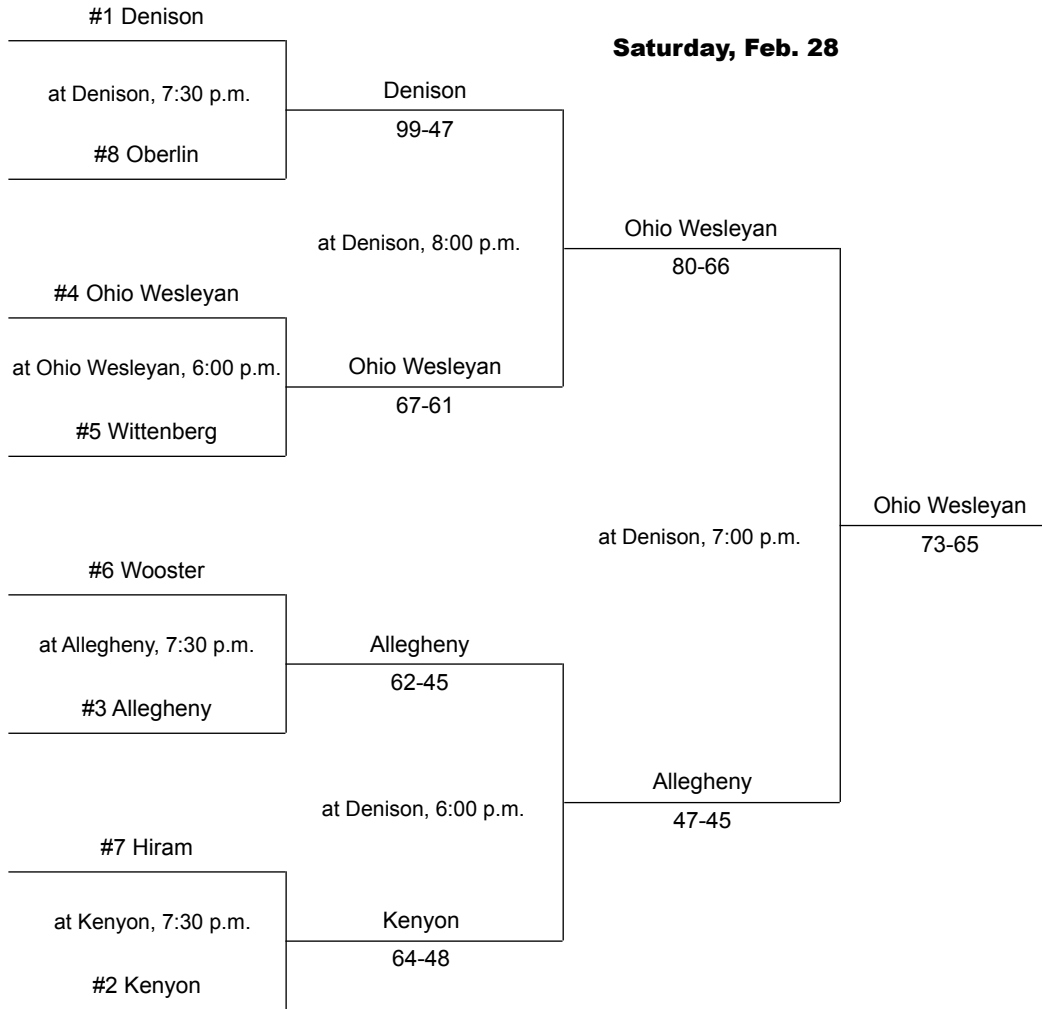 #1 Denison
Saturday, Feb. 28
at Denison, 7:30 p.m.
Denison
99-47
#8 Oberlin
at Denison, 8:00 p.m.
Ohio Wesleyan
80-66
#4 Ohio Wesleyan
at Ohio Wesleyan, 6:00 p.m.
Ohio Wesleyan
67-61
#5 Wittenberg
at Denison, 7:00 p.m.
Ohio Wesleyan
73-65
#6 Wooster
at Allegheny, 7:30 p.m.
Allegheny
62-45
#3 Allegheny
at Denison, 6:00 p.m.
Allegheny
47-45
#7 Hiram
at Kenyon, 7:30 p.m.
Kenyon
64-48
#2 Kenyon